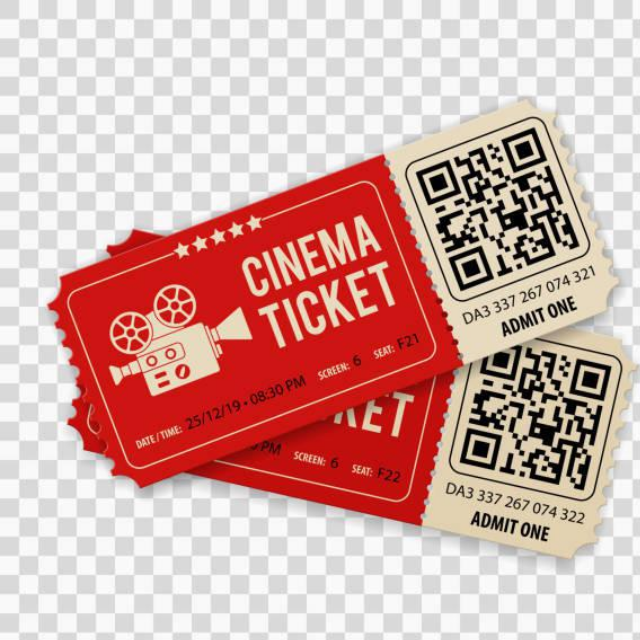 CINEMA
TICKET
DATE/TIME: 25/12/19 • 08:30 PM SCREEN: 6 SEAT: F21
DA3 337 267 074 321
ADMIT ONE
KET
PM SCREEN: 6 SEAT: F22
DA3 337 267 074 322
ADMIT ONE